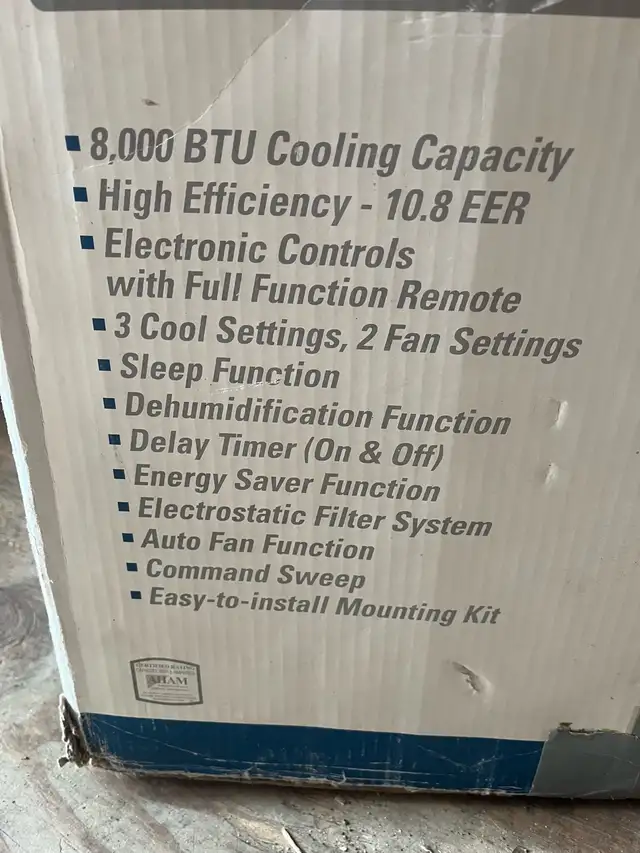 ▪ 8,000 BTU Cooling Capacity
▪ High Efficiency - 10.8 EER
▪ Electronic Controls
with Full Function Remote
▪ 3 Cool Settings, 2 Fan Settings
▪ Sleep Function
▪ Dehumidification Function
▪ Delay Timer (On & Off)
▪ Energy Saver Function
▪ Electrostatic Filter System
▪ Auto Fan Function
▪ Command Sweep
▪ Easy-to-install Mounting Kit
CERTIFIED RATING
AHAM